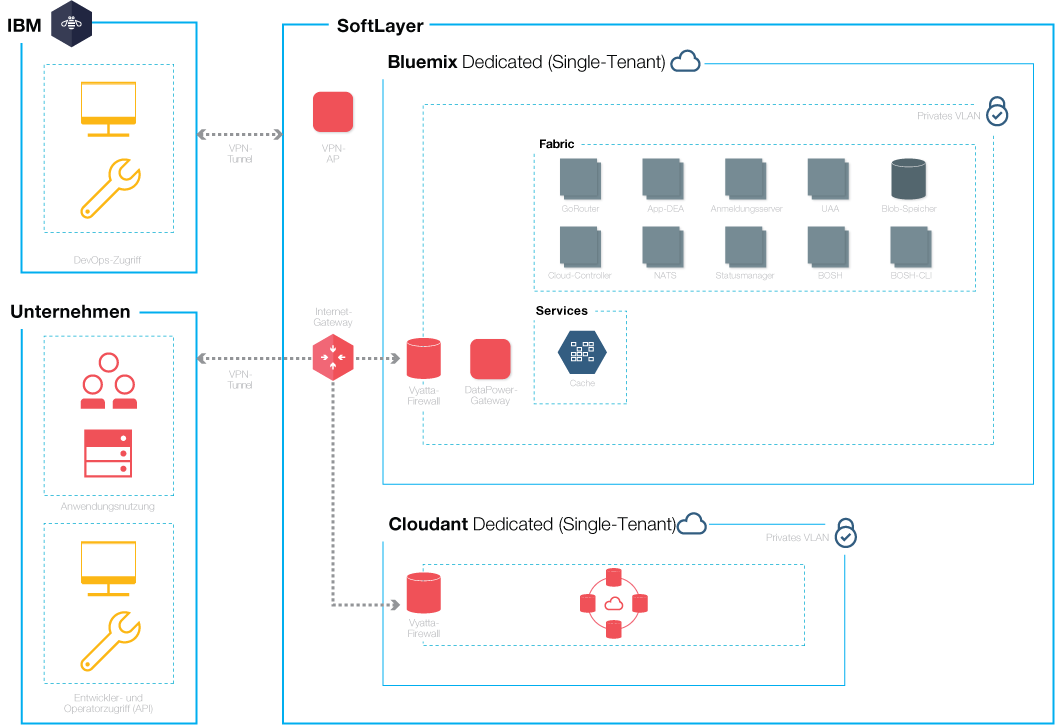 IBM
SoftLayer
Bluemix Dedicated (Single-Tenant)
Privates VLAN
Fabric
GoRouter
App-DEA
Anmeldungsserver
UAA
Blob-Speicher
Cloud-Controller
NATS
Statusmanager
BOSH
BOSH-CLI
VPN-
Tunnel
VPN-
AP
DevOps-Zugriff
Unternehmen
Internet-
Gateway
Services
Cache
VPN-
Tunnel
Vyatta-
Firewall
DataPower-
Gateway
Anwendungsnutzung
Cloudant Dedicated (Single-Tenant)
Privates VLAN
Vyatta-
Firewall
Entwickler- und
Operatorzugriff (API)